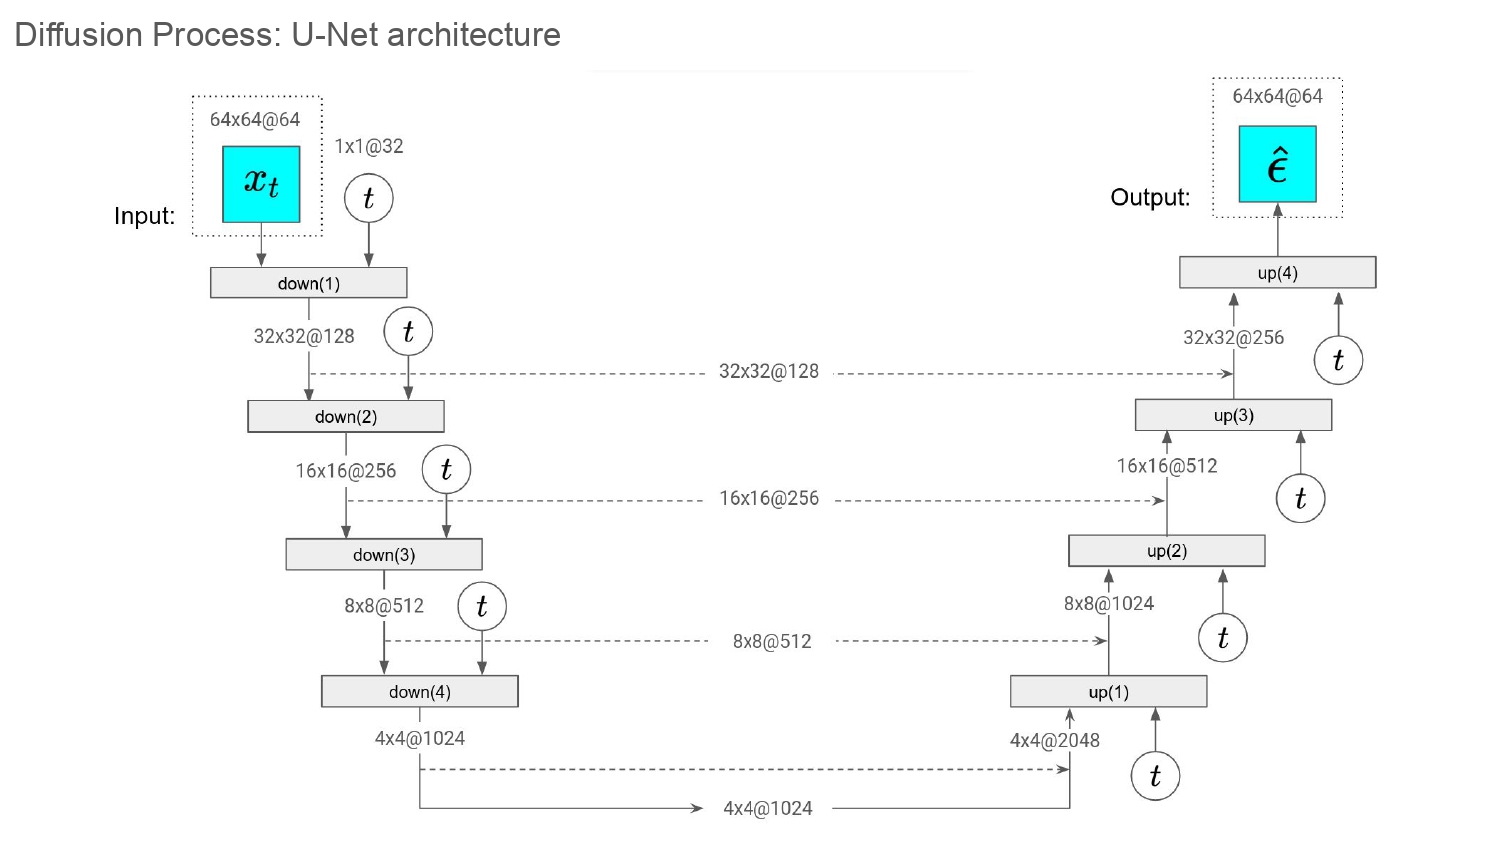 Diffusion Process: U-Net architecture
64x64@64
1x1@32
x_t
t
Input:
64x64@64
ϵ̂
Output:
down(1)
up(4)
32x32@128
t
32x32@256
t
32x32@128
down(2)
up(3)
16x16@256
t
16x16@512
t
16x16@256
down(3)
up(2)
8x8@512
t
8x8@1024
t
8x8@512
down(4)
up(1)
4x4@1024
4x4@2048
t
4x4@1024